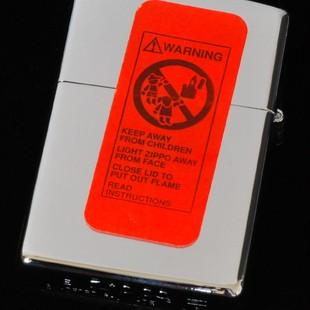 WARNING
KEEP AWAY
FROM CHILDREN
LIGHT ZIPPO AWAY
FROM FACE
CLOSE LID TO
PUT OUT FLAME
READ
INSTRUCTIONS